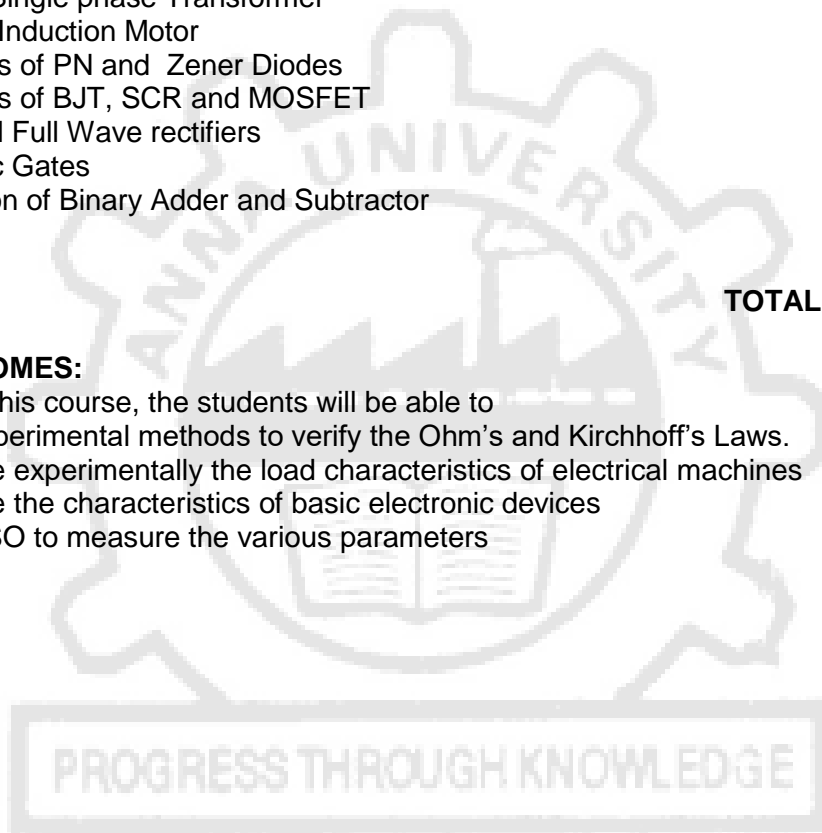 Single phase Transformer
Induction Motor
s of PN and Zener Diodes
s of BJT, SCR and MOSFET
Full Wave rectifiers
c Gates
on of Binary Adder and Subtractor
ANNA UNIVERSITY
TOTAL
OMES:
his course, the students will be able to
perimental methods to verify the Ohm's and Kirchhoff's Laws.
e experimentally the load characteristics of electrical machines
e the characteristics of basic electronic devices
SO to measure the various parameters
PROGRESS THROUGH KNOWLEDGE